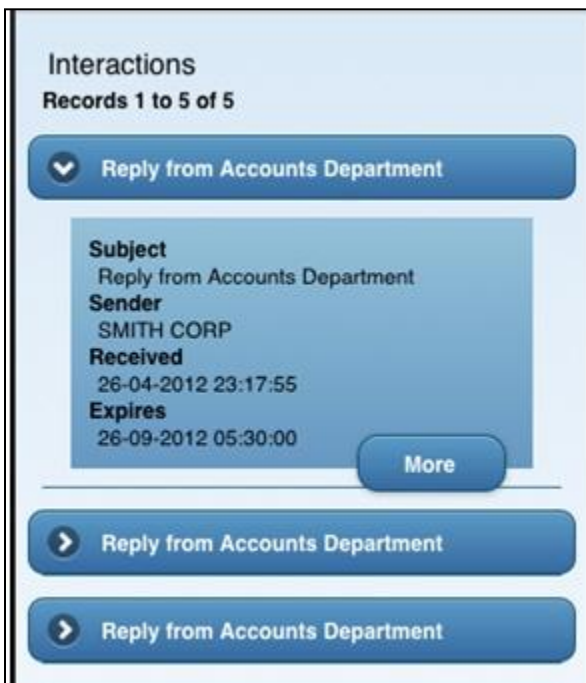 Interactions
Records 1 to 5 of 5
Reply from Accounts Department
Subject
Reply from Accounts Department
Sender
SMITH CORP
Received
26-04-2012 23:17:55
Expires
26-09-2012 05:30:00
More
Reply from Accounts Department
Reply from Accounts Department